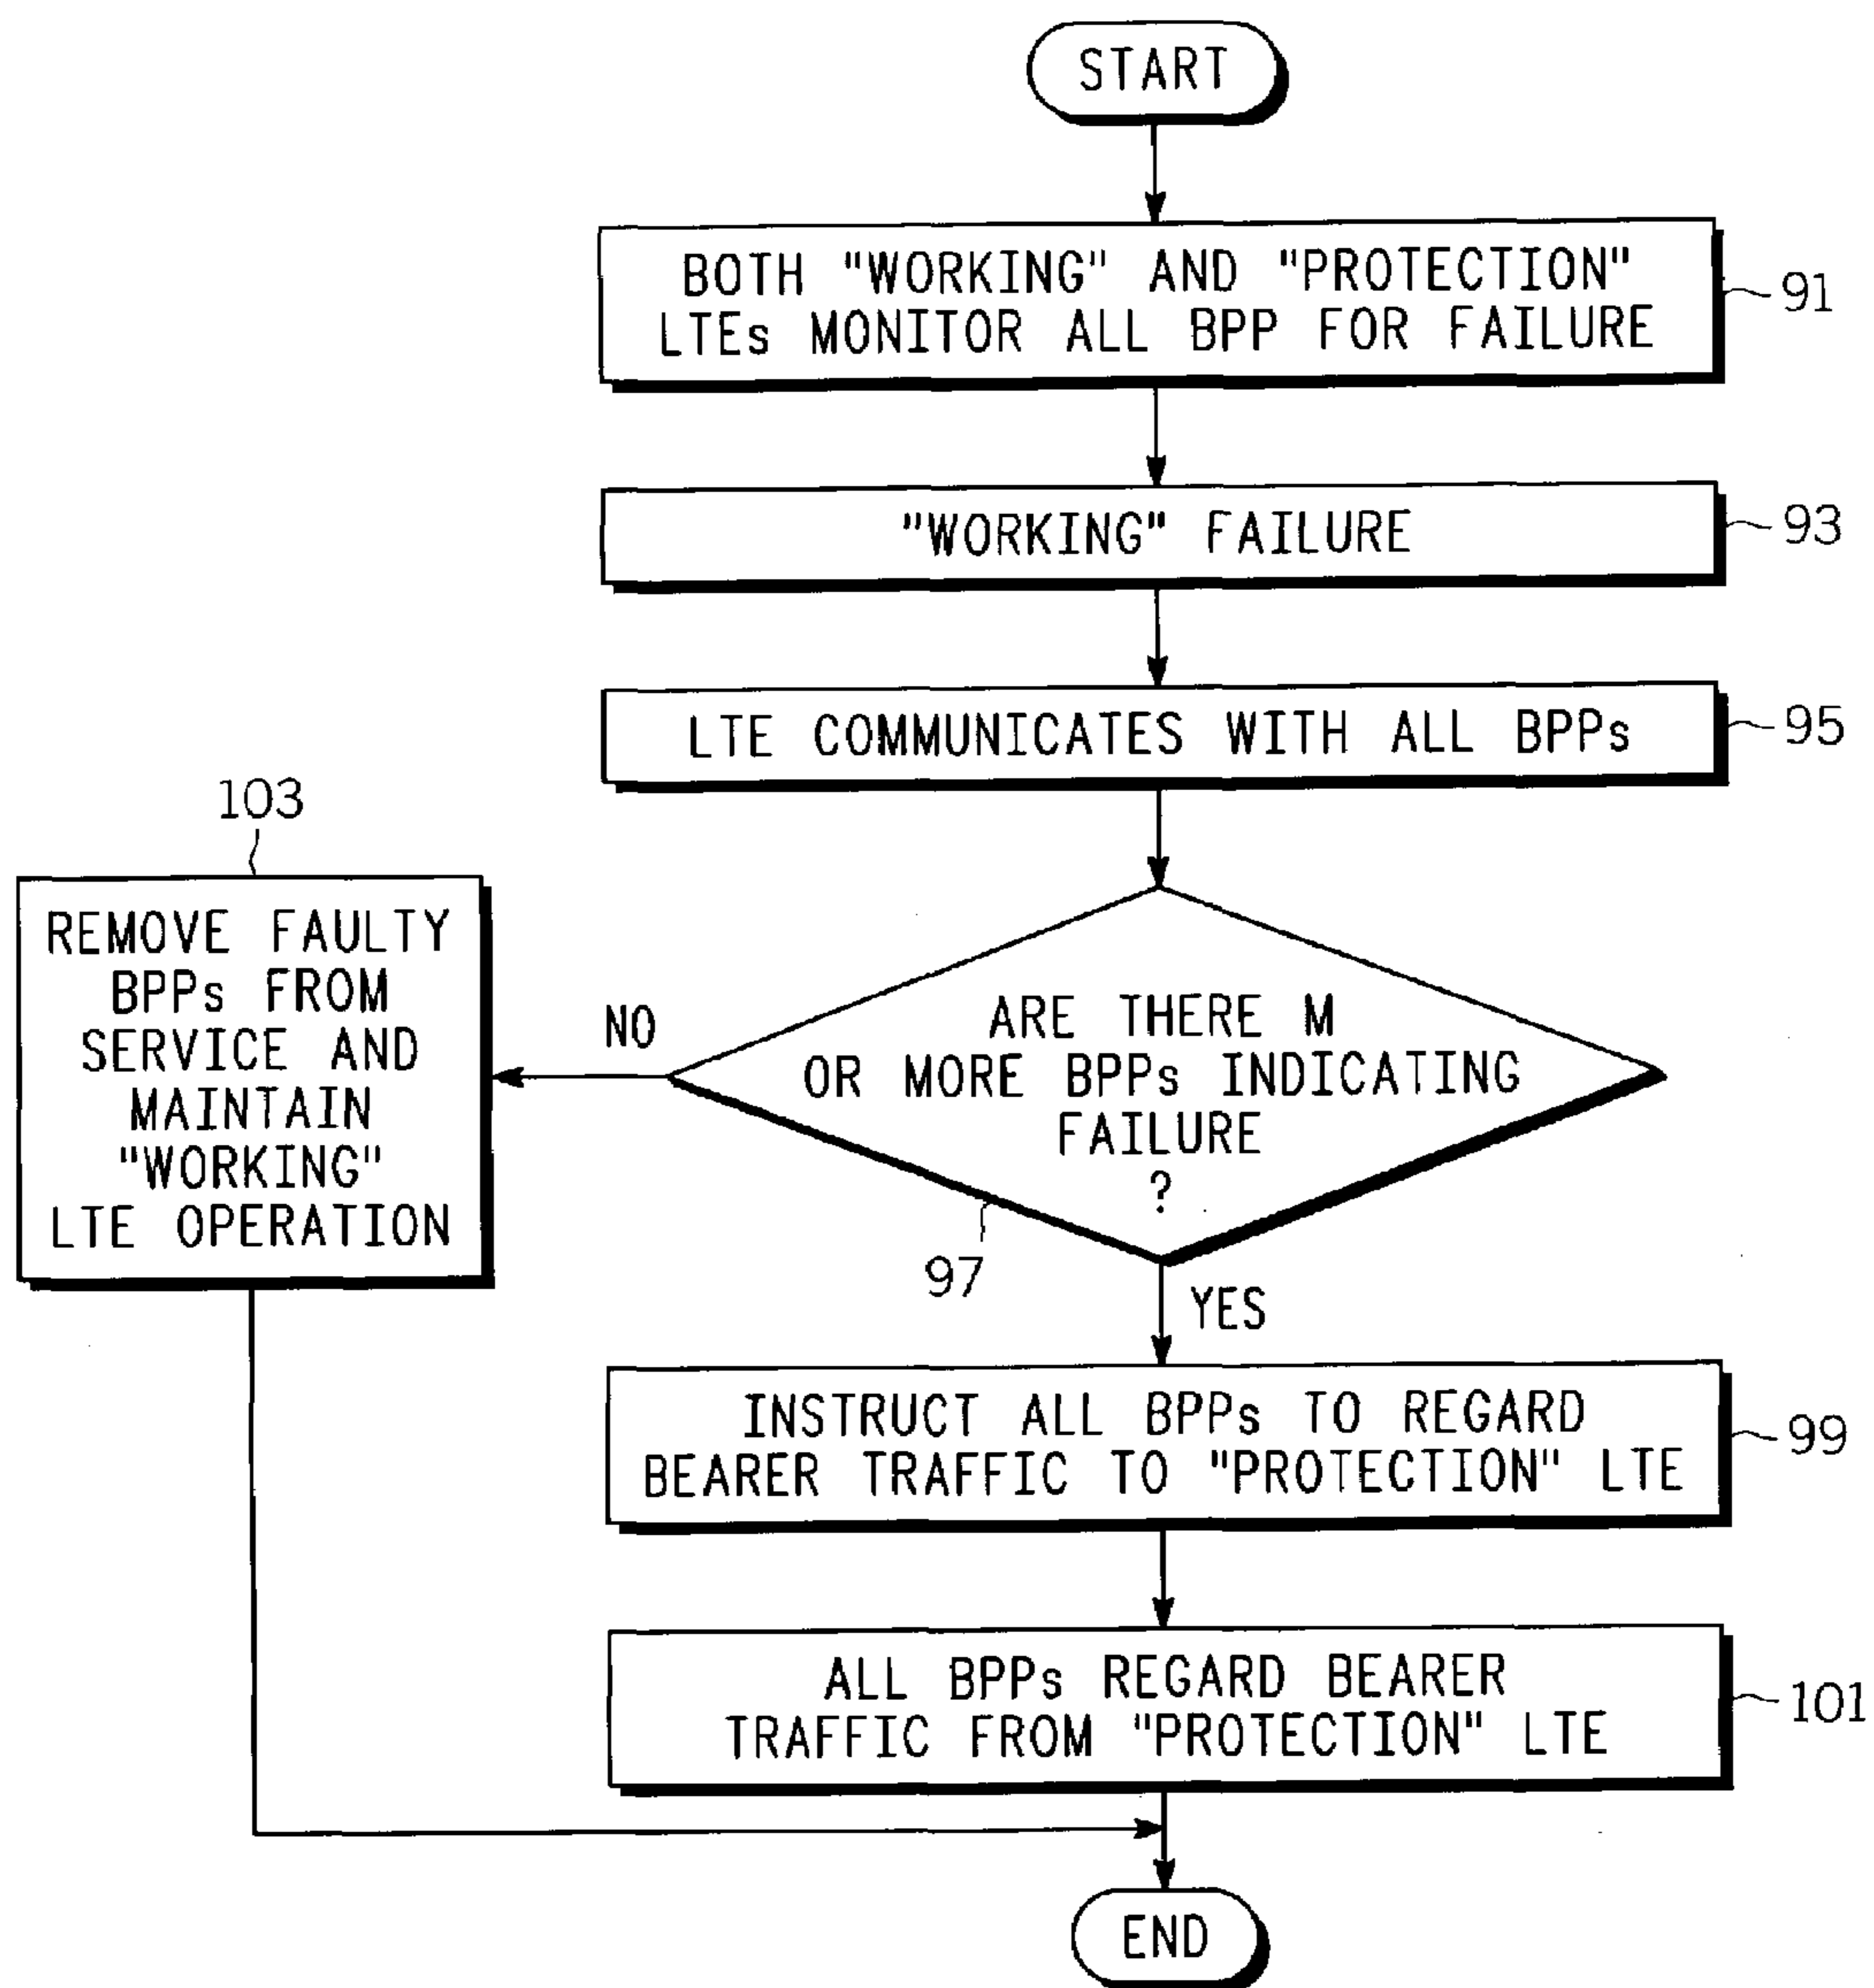 START
BOTH "WORKING" AND "PROTECTION"
LTEs MONITOR ALL BPP FOR FAILURE
91
"WORKING" FAILURE
93
LTE COMMUNICATES WITH ALL BPPs
95
103
REMOVE FAULTY
BPPs FROM
SERVICE AND
MAINTAIN
"WORKING"
LTE OPERATION
NO
ARE THERE M
OR MORE BPPs INDICATING
FAILURE
?
97
YES
INSTRUCT ALL BPPs TO REGARD
BEARER TRAFFIC TO "PROTECTION" LTE
99
ALL BPPs REGARD BEARER
TRAFFIC FROM "PROTECTION" LTE
101
END